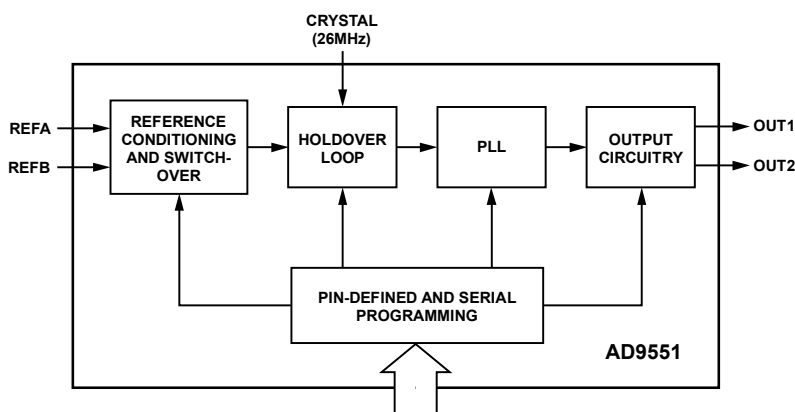 CRYSTAL
(26MHz)
REFA
REFB
REFERENCE
CONDITIONING
AND SWITCH-
OVER
HOLDOVER
LOOP
PLL
OUTPUT
CIRCUITRY
OUT1
OUT2
PIN-DEFINED AND SERIAL
PROGRAMMING
AD9551